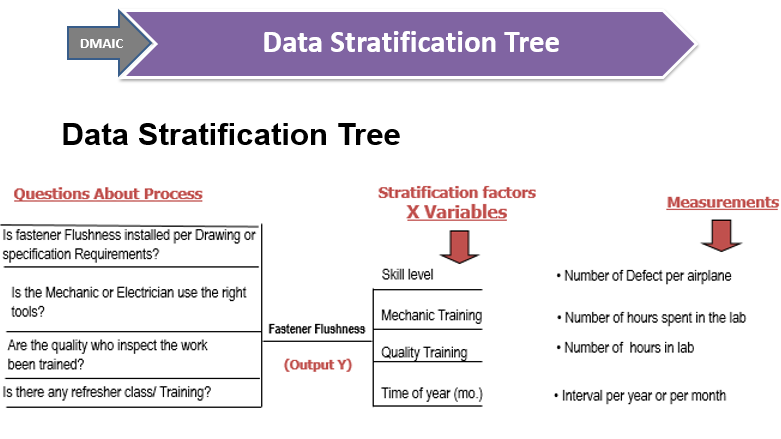 DMAIC
Data Stratification Tree
Data Stratification Tree
Questions About Process
Is fastener Flushness installed per Drawing or
specification Requirements?
Is the Mechanic or Electrician use the right
tools?
Are the quality who inspect the work
been trained?
Is there any refresher class/ Training?
Fastener Flushness
(Output Y)
Stratification factors
X Variables
Skill level
Mechanic Training
Quality Training
Time of year (mo.)
Measurements
• Number of Defect per airplane
• Number of hours spent in the lab
• Number of hours in lab
• Interval per year or per month